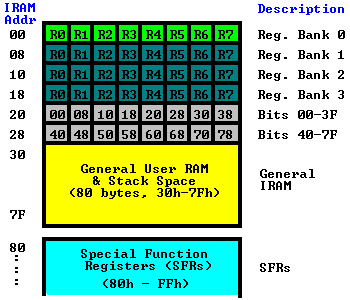 IRAM Addr Description
00 R0 R1 R2 R3 R4 R5 R6 R7 Reg. Bank 0
08 R0 R1 R2 R3 R4 R5 R6 R7 Reg. Bank 1
10 R0 R1 R2 R3 R4 R5 R6 R7 Reg. Bank 2
18 R0 R1 R2 R3 R4 R5 R6 R7 Reg. Bank 3
20 00 08 10 18 20 28 30 38 Bits 00-3F
28 40 48 50 58 60 68 70 78 Bits 40-7F
30
General User RAM
& Stack Space
(80 bytes, 30h-7Fh)
General
IRAM
7F
80
Special Function
Registers (SFRs)
(80h - FFh)
SFRs